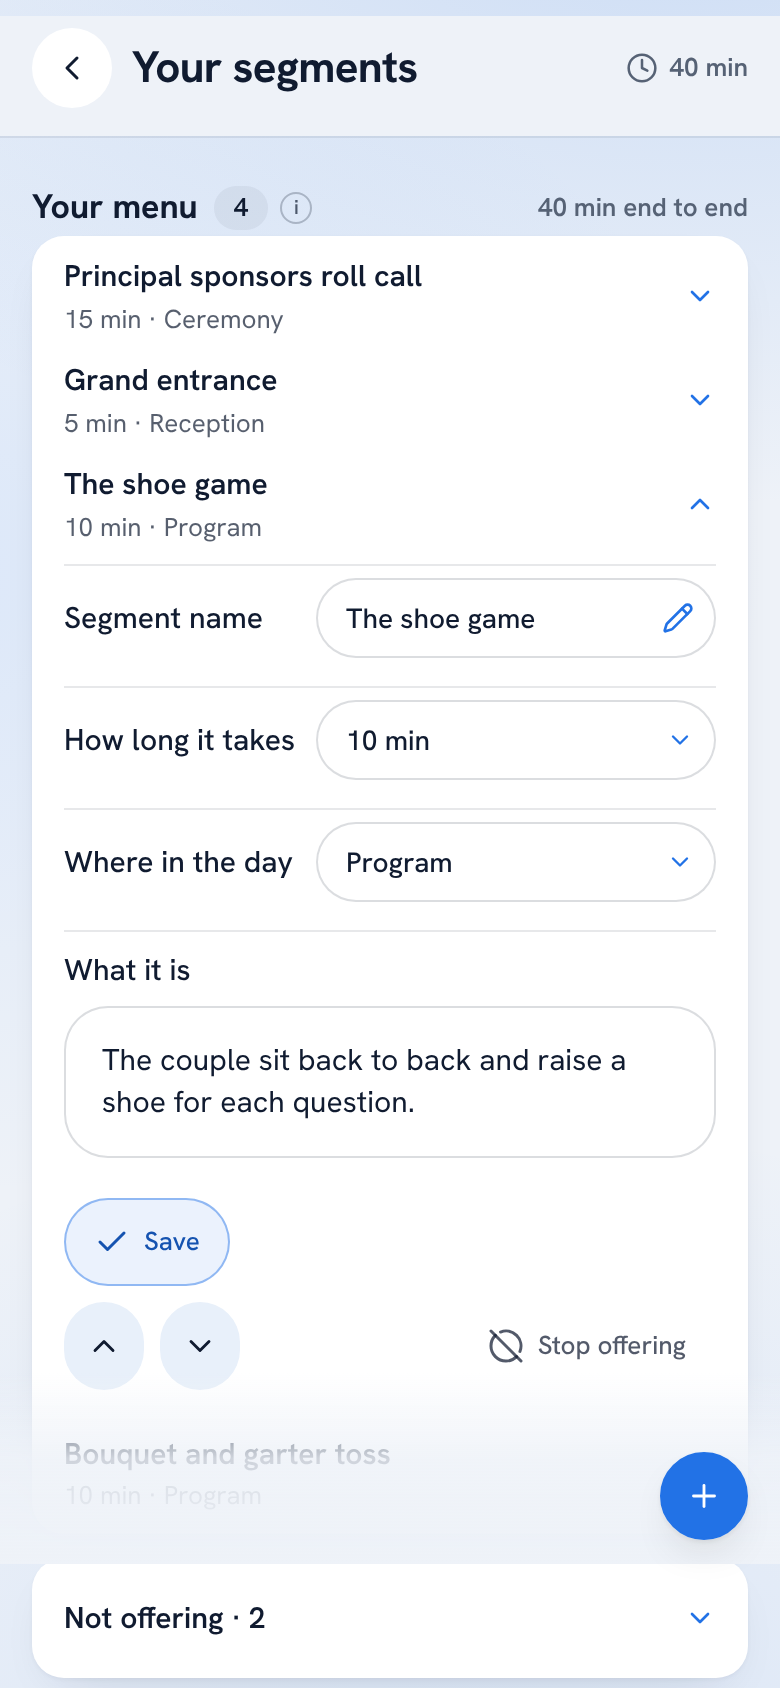 Your segments
40 min
Your menu 4 i
40 min end to end
Principal sponsors roll call
15 min · Ceremony
Grand entrance
5 min · Reception
The shoe game
10 min · Program
Segment name
The shoe game
How long it takes
10 min
Where in the day
Program
What it is
The couple sit back to back and raise a
shoe for each question.
Save
Stop offering
Bouquet and garter toss
10 min · Program
Not offering · 2